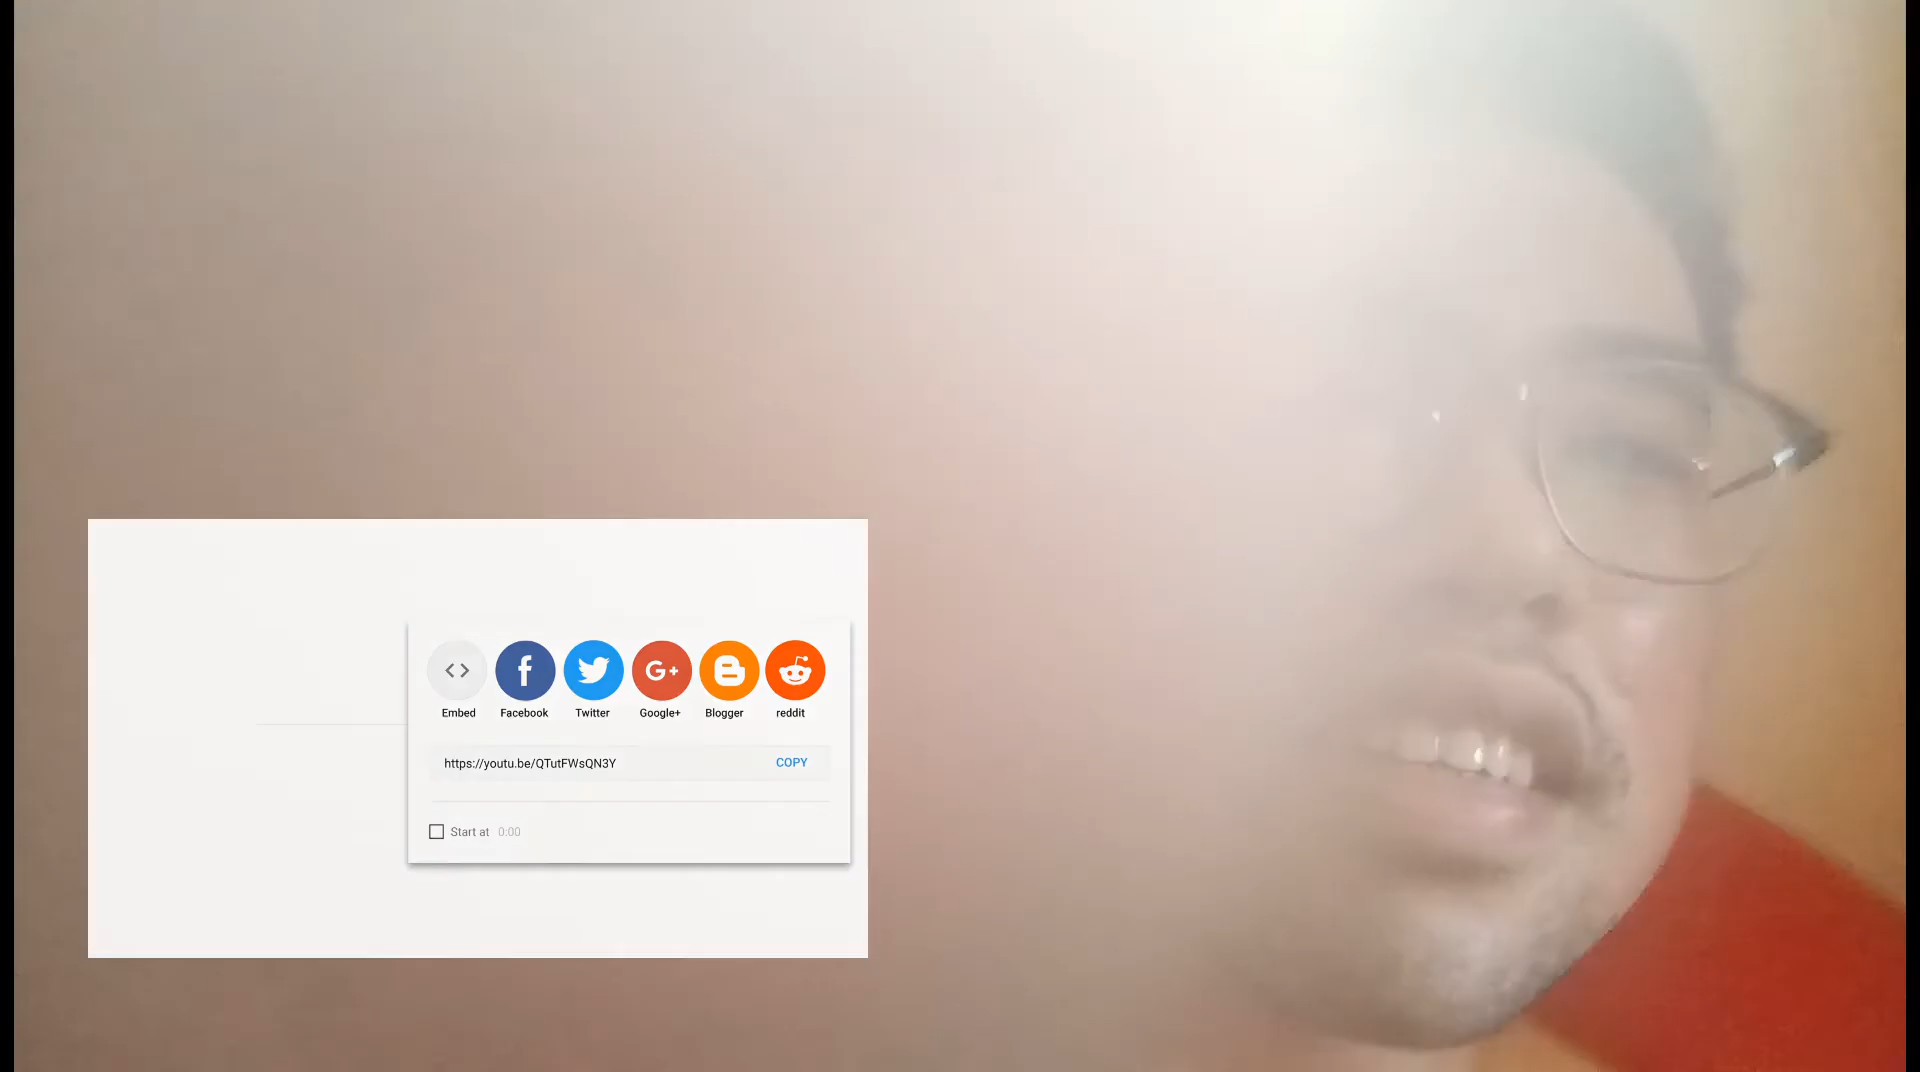 Embed Facebook Twitter Google+ Blogger reddit
https://youtu.be/QTutFWsQN3Y COPY
Start at 0:00